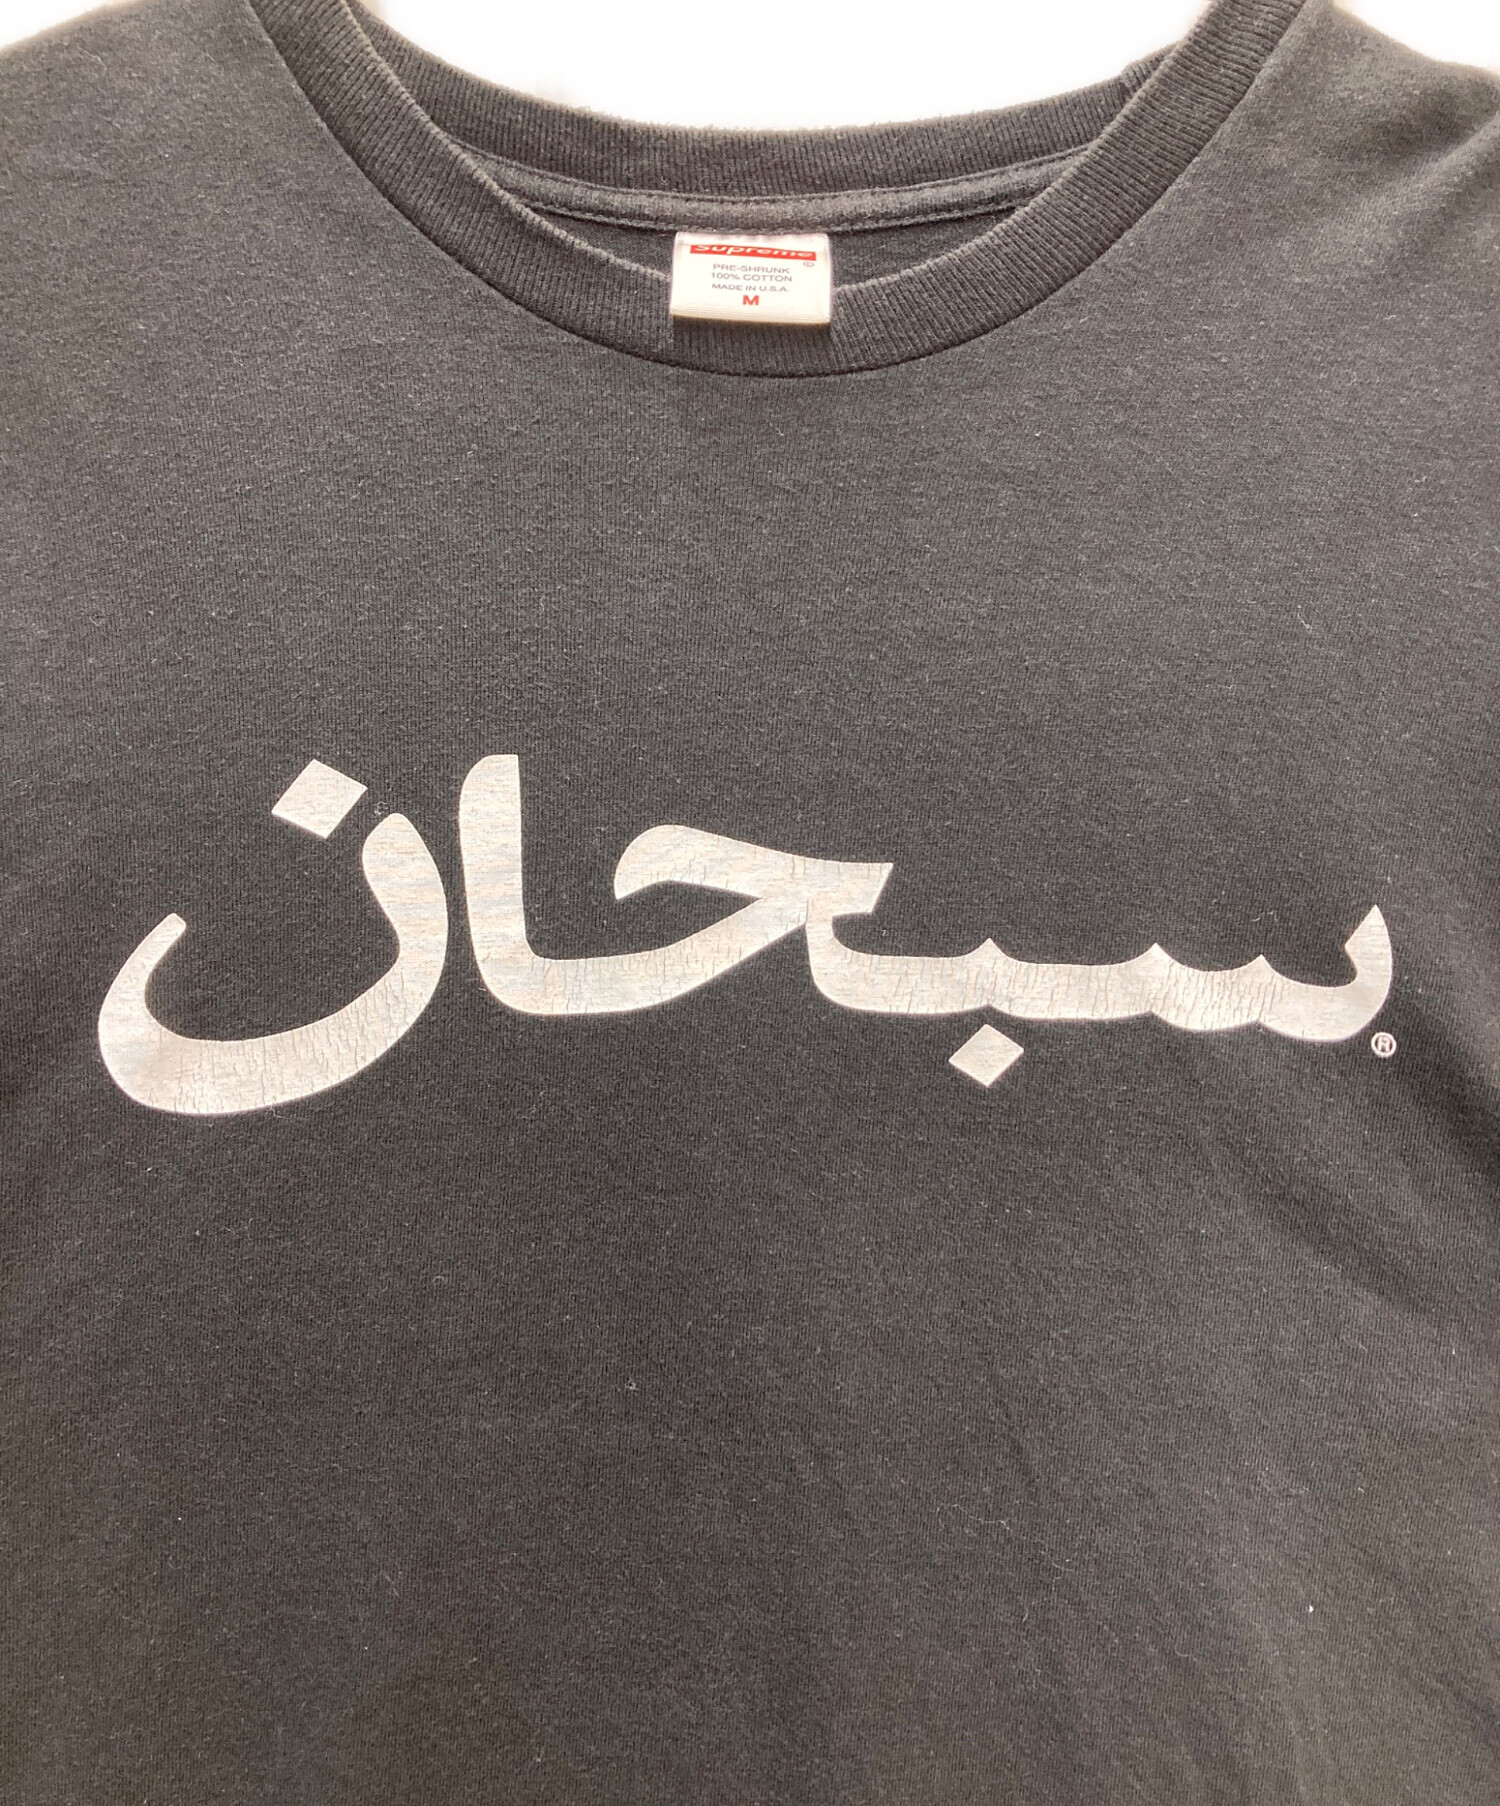 Supreme
®
PRE-SHRUNK
100% COTTON
MADE IN U.S.A.
M
سبحان
®